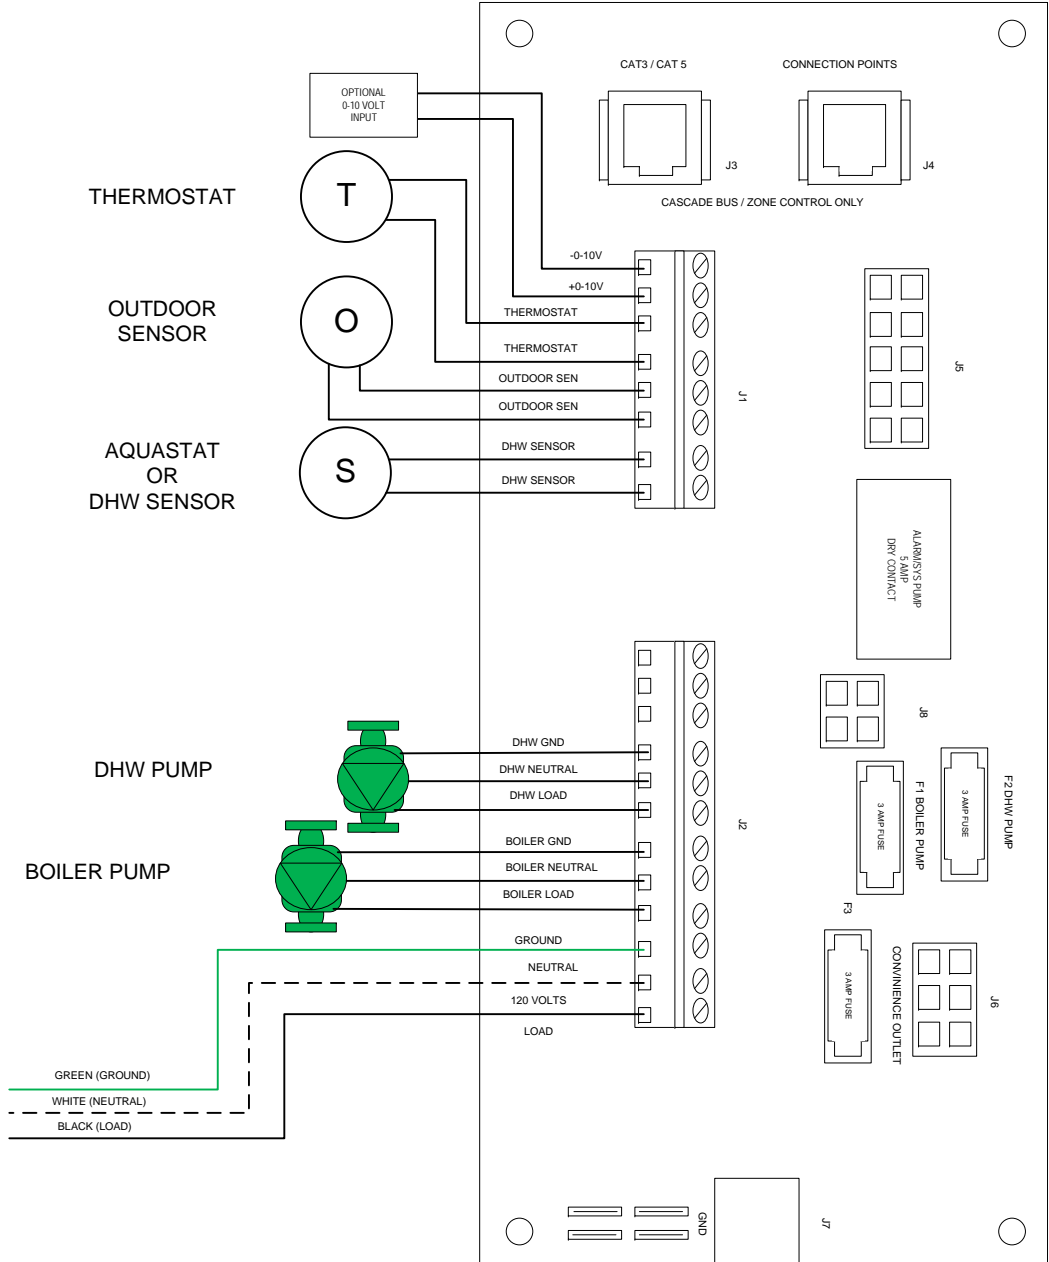 CAT3 / CAT 5
CONNECTION POINTS
OPTIONAL
0-10 VOLT
INPUT
J3
J4
THERMOSTAT
T
CASCADE BUS / ZONE CONTROL ONLY
-0-10V
+0-10V
OUTDOOR
SENSOR
O
THERMOSTAT
THERMOSTAT
OUTDOOR SEN
OUTDOOR SEN
J1
J5
AQUASTAT
OR
DHW SENSOR
S
DHW SENSOR
DHW SENSOR
ALARM/SYS PUMP
5 AMP
DRY CONTACT
J8
DHW PUMP
DHW GND
DHW NEUTRAL
DHW LOAD
J2
F1 BOILER PUMP
3 AMP FUSE
F2 DHW PUMP
3 AMP FUSE
BOILER PUMP
BOILER GND
BOILER NEUTRAL
BOILER LOAD
F3
3 AMP FUSE
CONVINIENCE OUTLET
J6
GROUND
NEUTRAL
120 VOLTS
LOAD
GREEN (GROUND)
WHITE (NEUTRAL)
BLACK (LOAD)
GND
J7